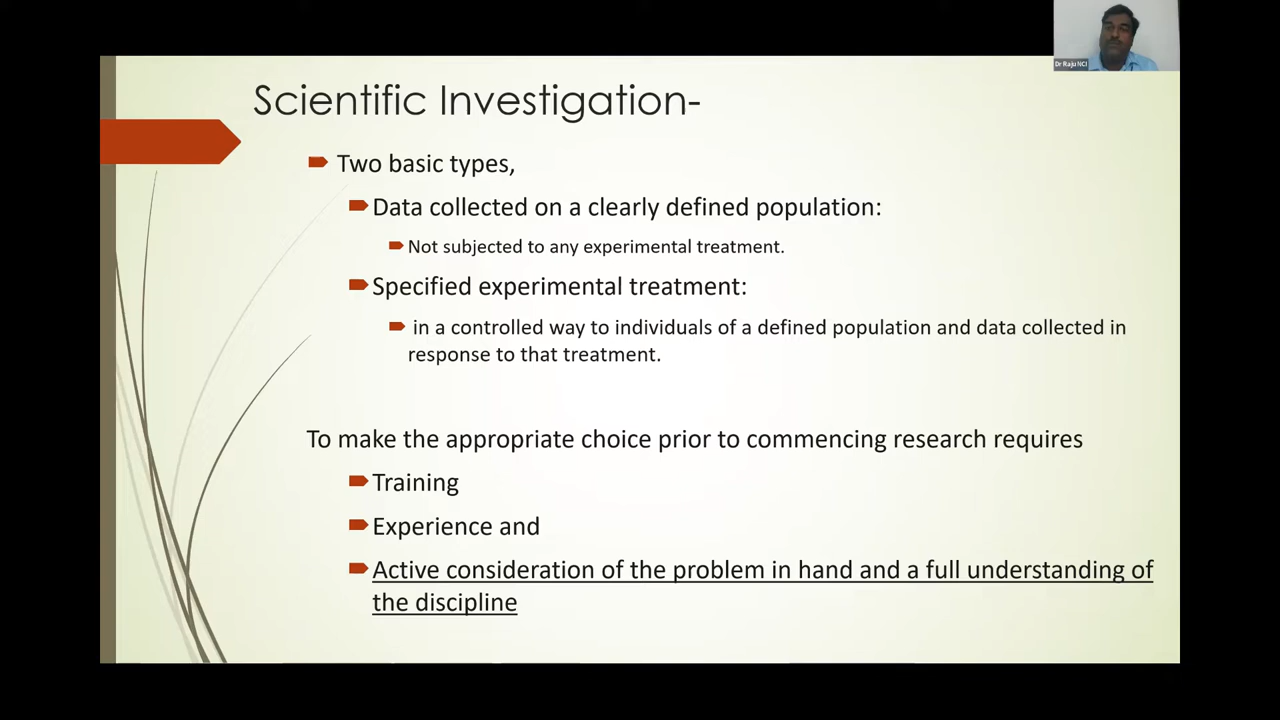 Dr Raju NCI
Scientific Investigation-
Two basic types,
Data collected on a clearly defined population:
Not subjected to any experimental treatment.
Specified experimental treatment:
in a controlled way to individuals of a defined population and data collected in
response to that treatment.
To make the appropriate choice prior to commencing research requires
Training
Experience and
Active consideration of the problem in hand and a full understanding of
the discipline